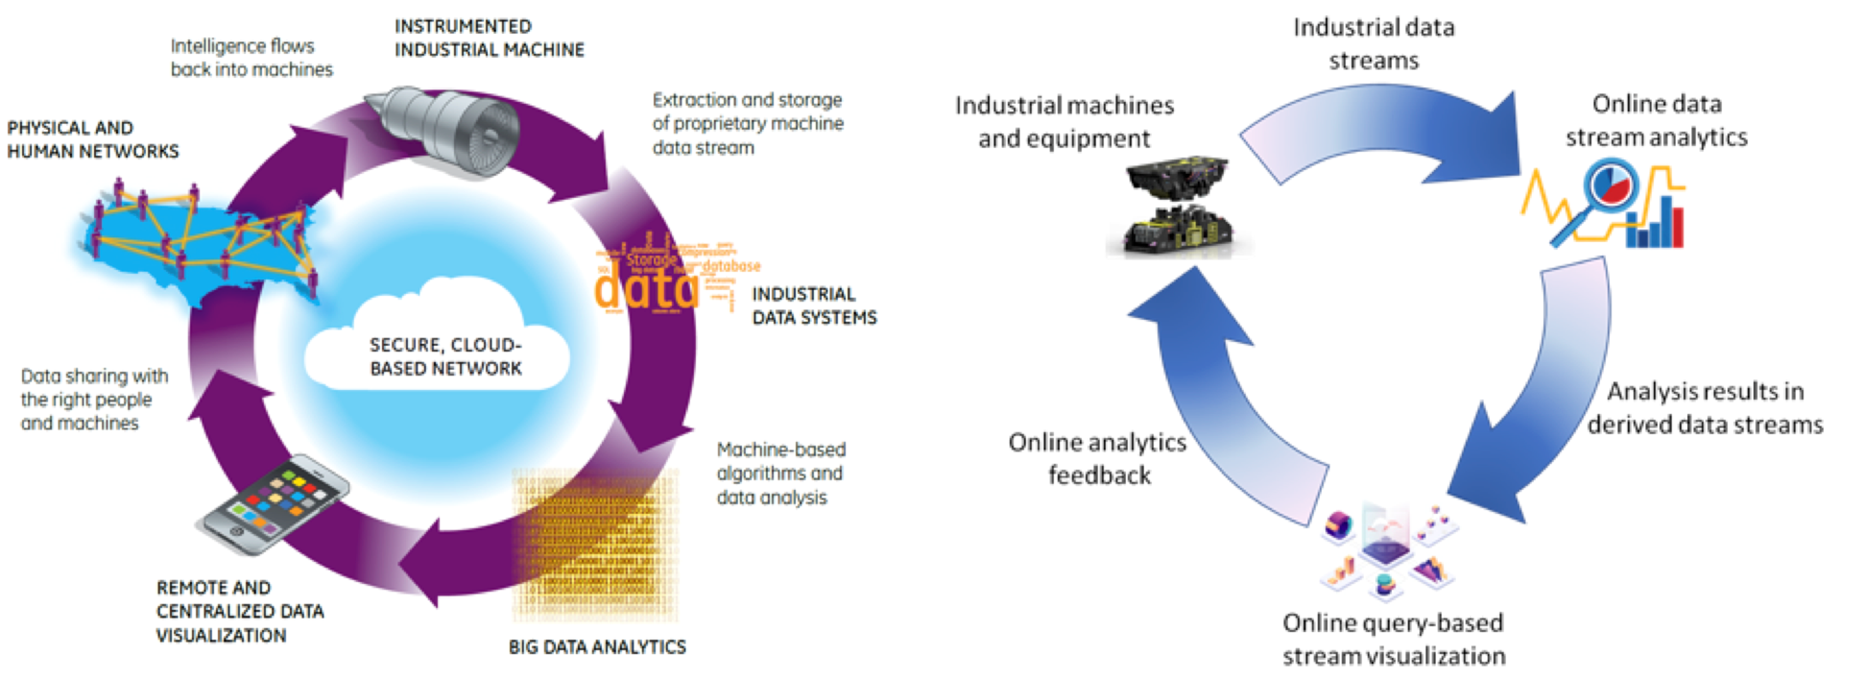 INSTRUMENTED
INDUSTRIAL MACHINE
Intelligence flows
back into machines
Extraction and storage
of proprietary machine
data stream
PHYSICAL AND
HUMAN NETWORKS
Storage
database
data
INDUSTRIAL
DATA SYSTEMS
SECURE, CLOUD-
BASED NETWORK
Data sharing with
the right people
and machines
Machine-based
algorithms and
data analysis
REMOTE AND
CENTRALIZED DATA
VISUALIZATION
BIG DATA ANALYTICS
Industrial data
streams
Industrial machines
and equipment
Online data
stream analytics
Analysis results in
derived data streams
Online analytics
feedback
Online query-based
stream visualization